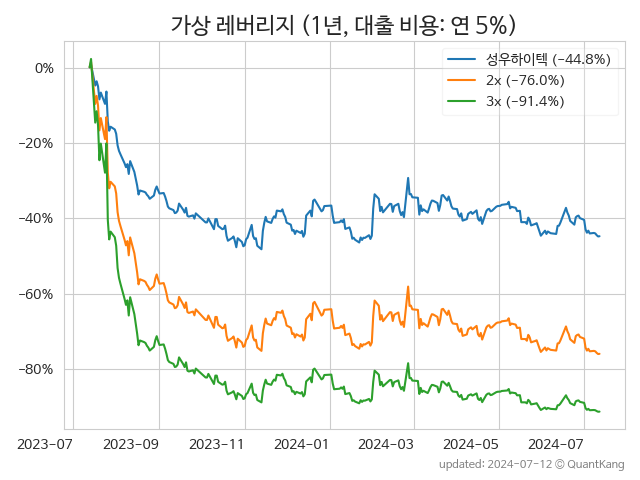 가상 레버리지 (1년, 대출 비용: 연 5%)
성우하이텍 (-44.8%)
2x (-76.0%)
3x (-91.4%)
0%
-20%
-40%
-60%
-80%
2023-07 2023-09 2023-11 2024-01 2024-03 2024-05 2024-07
updated: 2024-07-12 © QuantKang